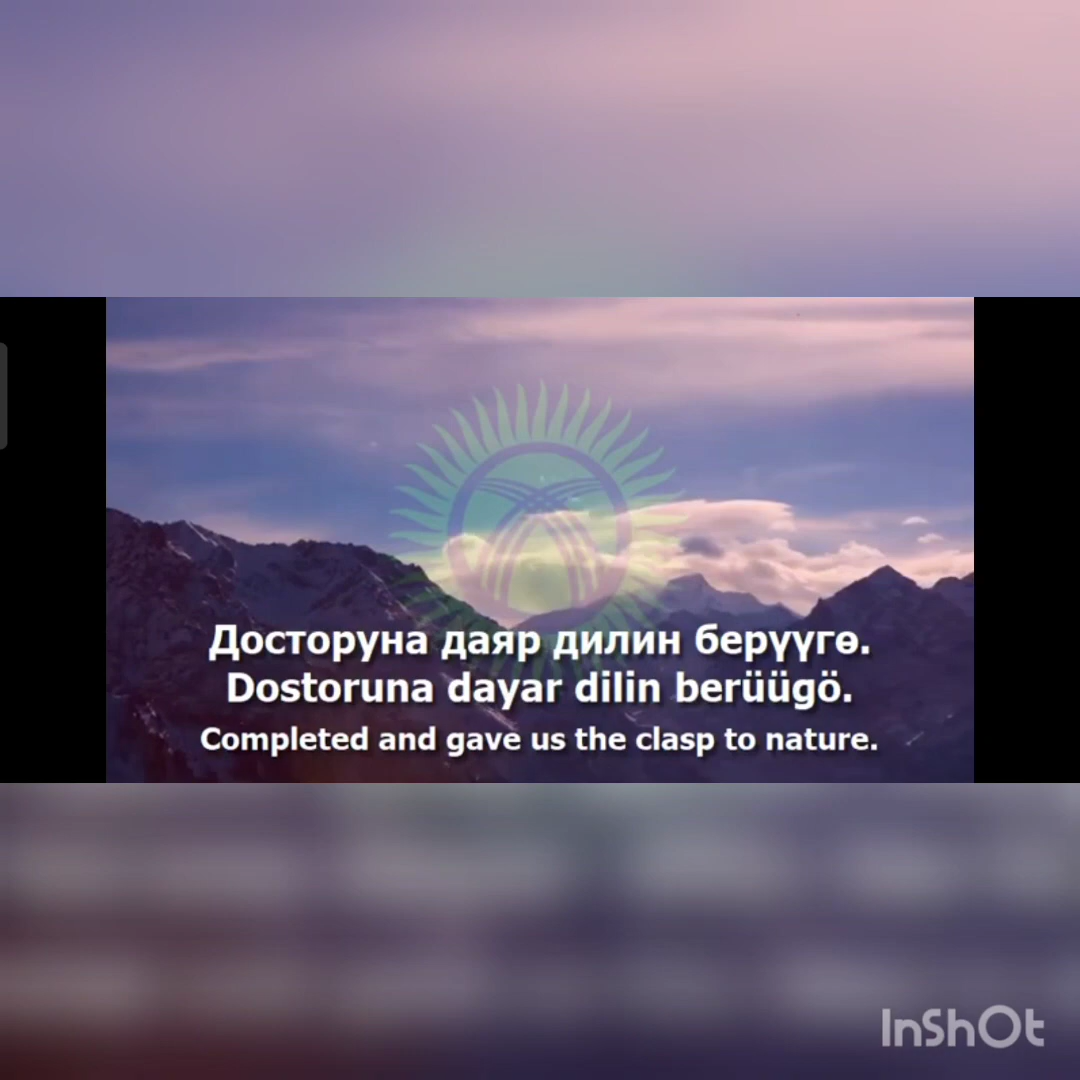 Досторуна даяр дилин берүүгө.
Dostoruna dayar dilin berüügö.
Completed and gave us the clasp to nature.
InShOt